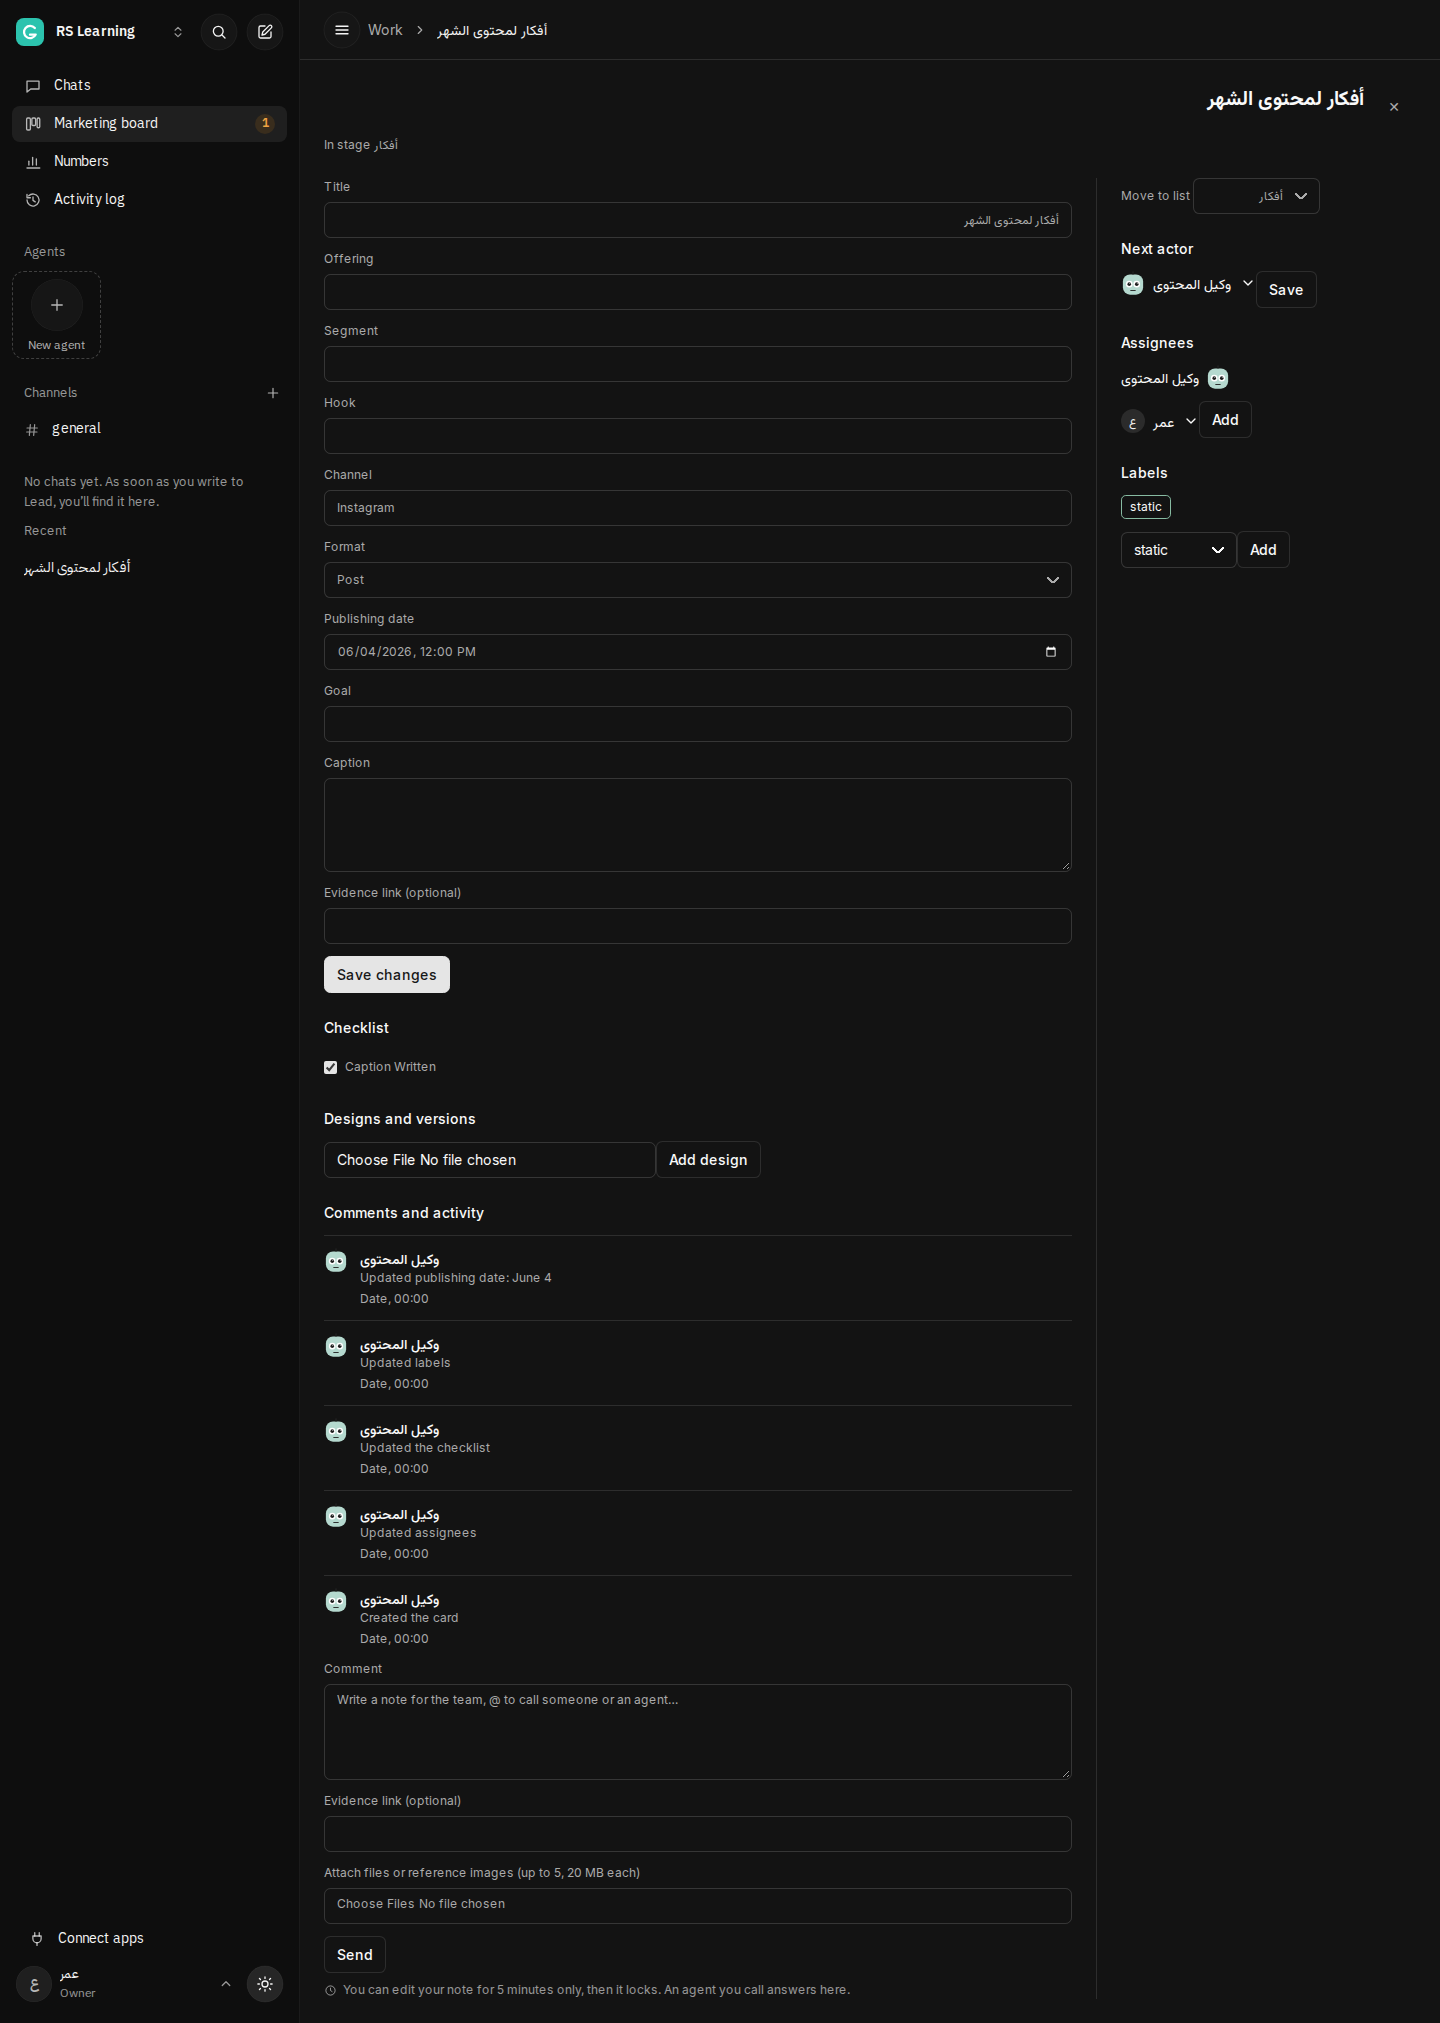 RS Learning
Chats
Marketing board
1
Numbers
Activity log
Agents
New agent
Channels
general
No chats yet. As soon as you write to
Lead, you'll find it here.
Recent
أفكار لمحتوى الشهر
Connect apps
ع
عمر
Owner
Work
أفكار لمحتوى الشهر
أفكار لمحتوى الشهر
In stage أفكار
Title
أفكار لمحتوى الشهر
Offering
Segment
Hook
Channel
Instagram
Format
Post
Publishing date
06/04/2026, 12:00 PM
Goal
Caption
Evidence link (optional)
Save changes
Checklist
Caption Written
Designs and versions
Choose File No file chosen
Add design
Comments and activity
وكيل المحتوى
Updated publishing date: June 4
Date, 00:00
وكيل المحتوى
Updated labels
Date, 00:00
وكيل المحتوى
Updated the checklist
Date, 00:00
وكيل المحتوى
Updated assignees
Date, 00:00
وكيل المحتوى
Created the card
Date, 00:00
Comment
Write a note for the team, @ to call someone or an agent...
Evidence link (optional)
Attach files or reference images (up to 5, 20 MB each)
Choose Files No file chosen
Send
You can edit your note for 5 minutes only, then it locks. An agent you call answers here.
Move to list أفكار
Next actor
وكيل المحتوى
Save
Assignees
وكيل المحتوى
ع عمر
Add
Labels
static
static
Add